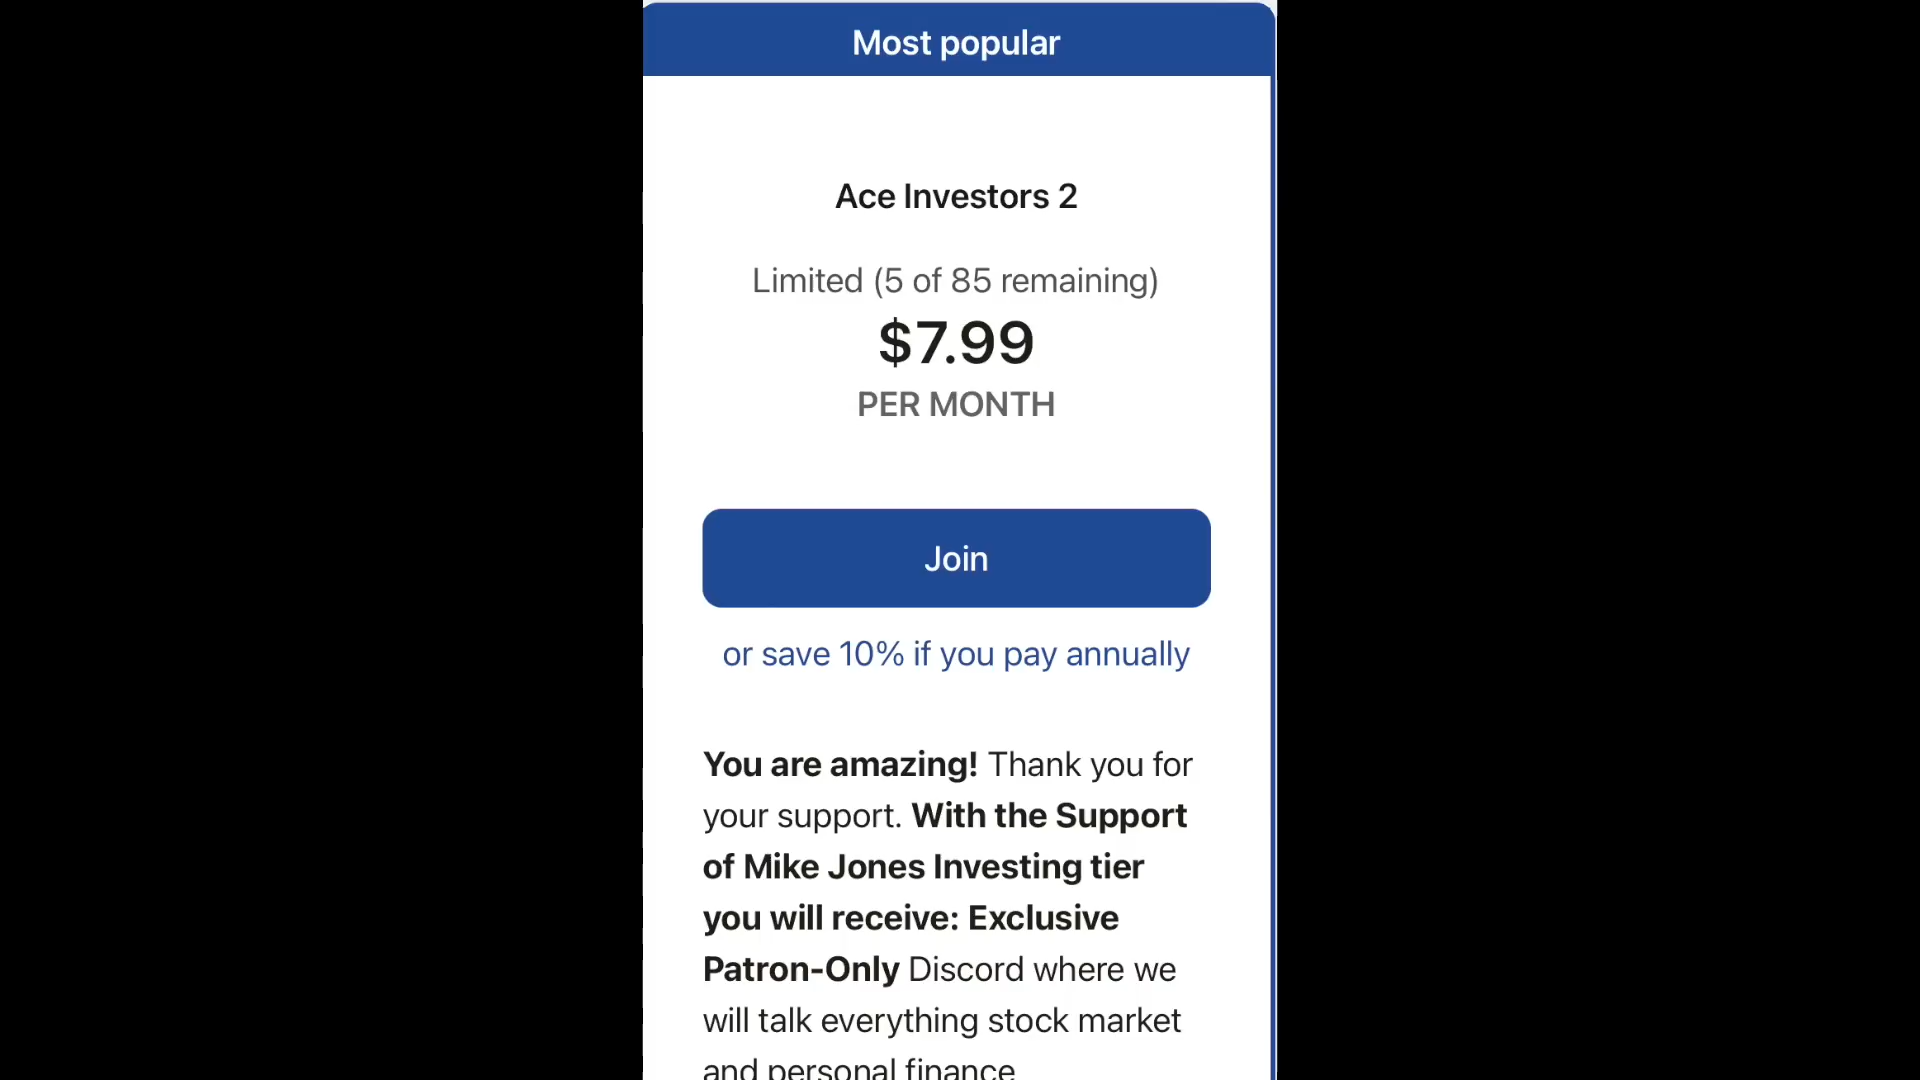 Most popular
Ace Investors 2
Limited (5 of 85 remaining)
$7.99
PER MONTH
Join
or save 10% if you pay annually
You are amazing! Thank you for
your support. With the Support
of Mike Jones Investing tier
you will receive: Exclusive
Patron-Only Discord where we
will talk everything stock market
and personal finance